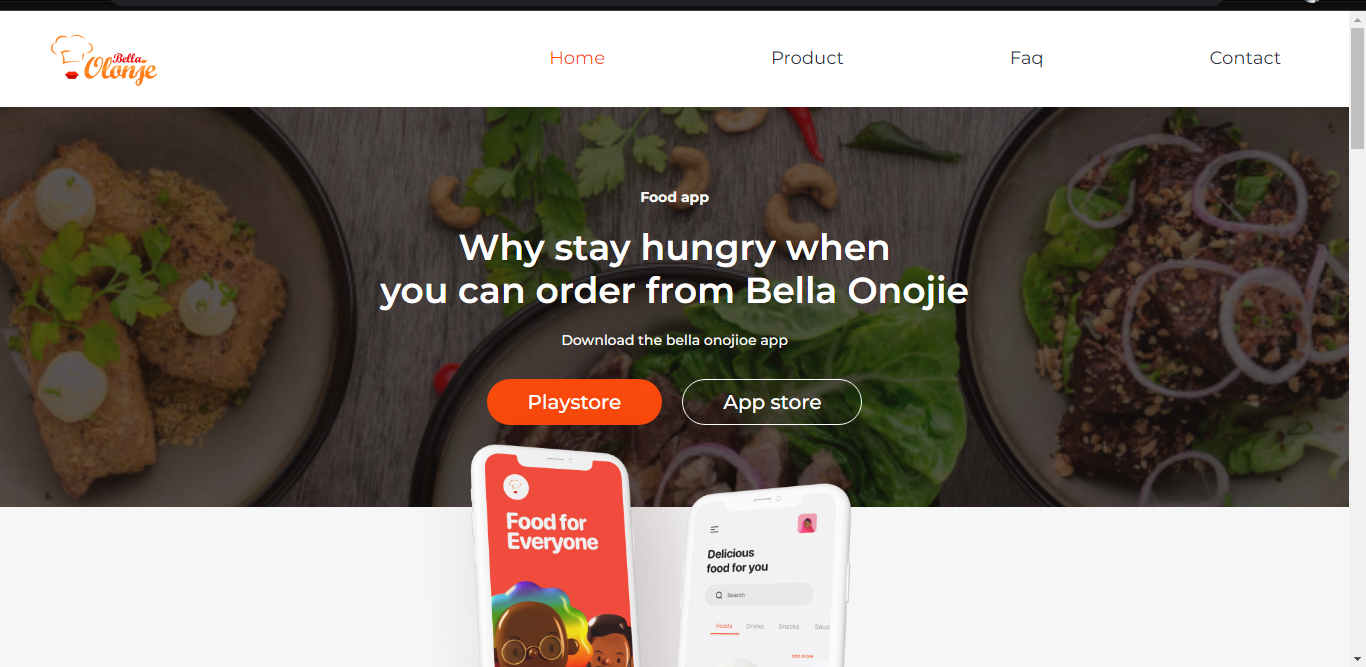 Bella
Olonje
Home
Product
Faq
Contact
Food app
Why stay hungry when
you can order from Bella Onojie
Download the bella onojioe app
Playstore
App store
Food for
Everyone
Delicious
food for you
Search
Foods
Drinks
Snacks
Sauc
see more